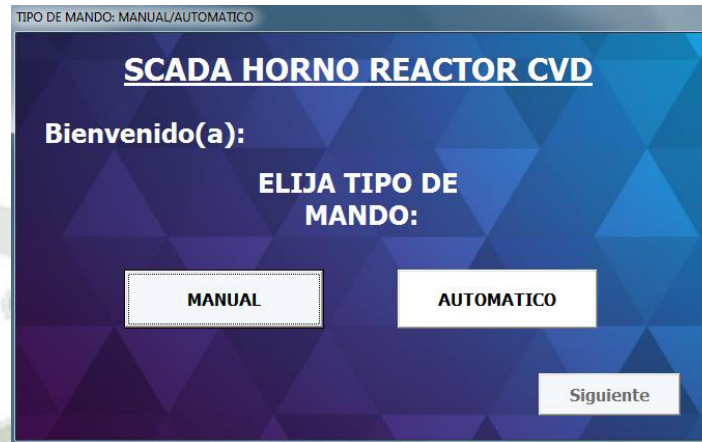 TIPO DE MANDO: MANUAL/AUTOMATICO
SCADA HORNO REACTOR CVD
Bienvenido(a):
ELIJA TIPO DE
MANDO:
MANUAL
AUTOMATICO
Siguiente